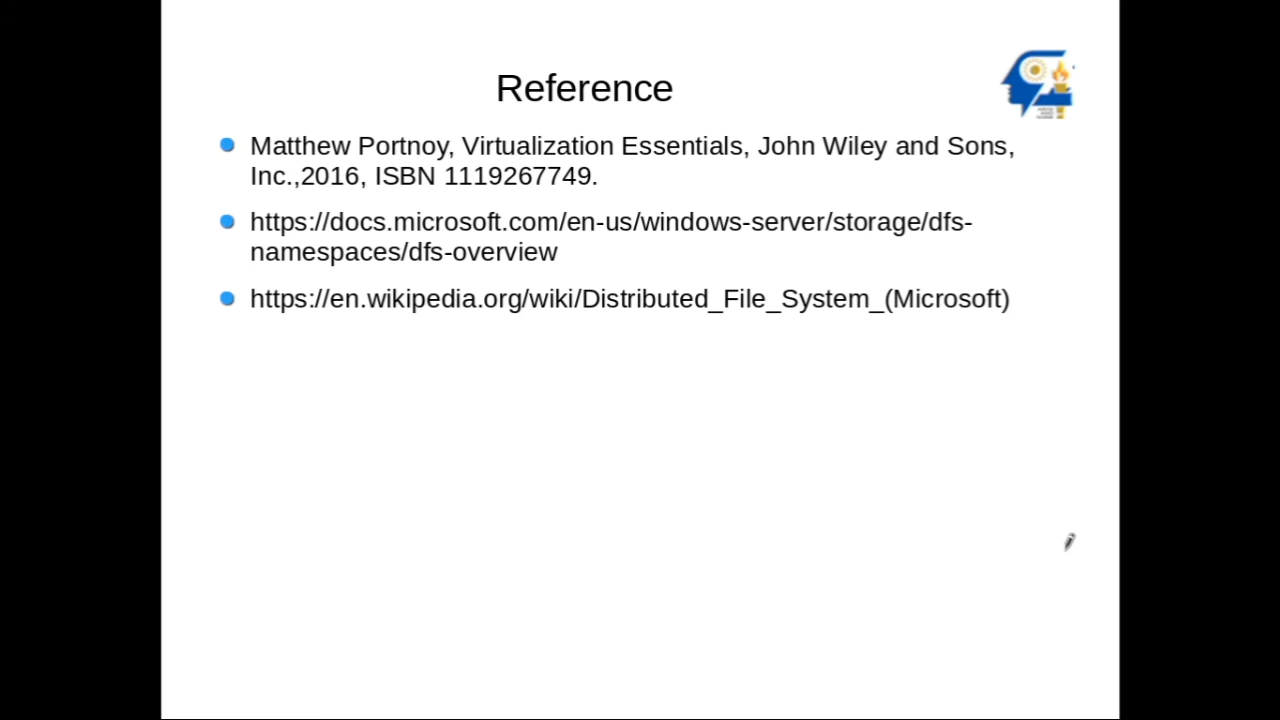 Reference
Matthew Portnoy, Virtualization Essentials, John Wiley and Sons,
Inc.,2016, ISBN 1119267749.
https://docs.microsoft.com/en-us/windows-server/storage/dfs-
namespaces/dfs-overview
https://en.wikipedia.org/wiki/Distributed_File_System_(Microsoft)